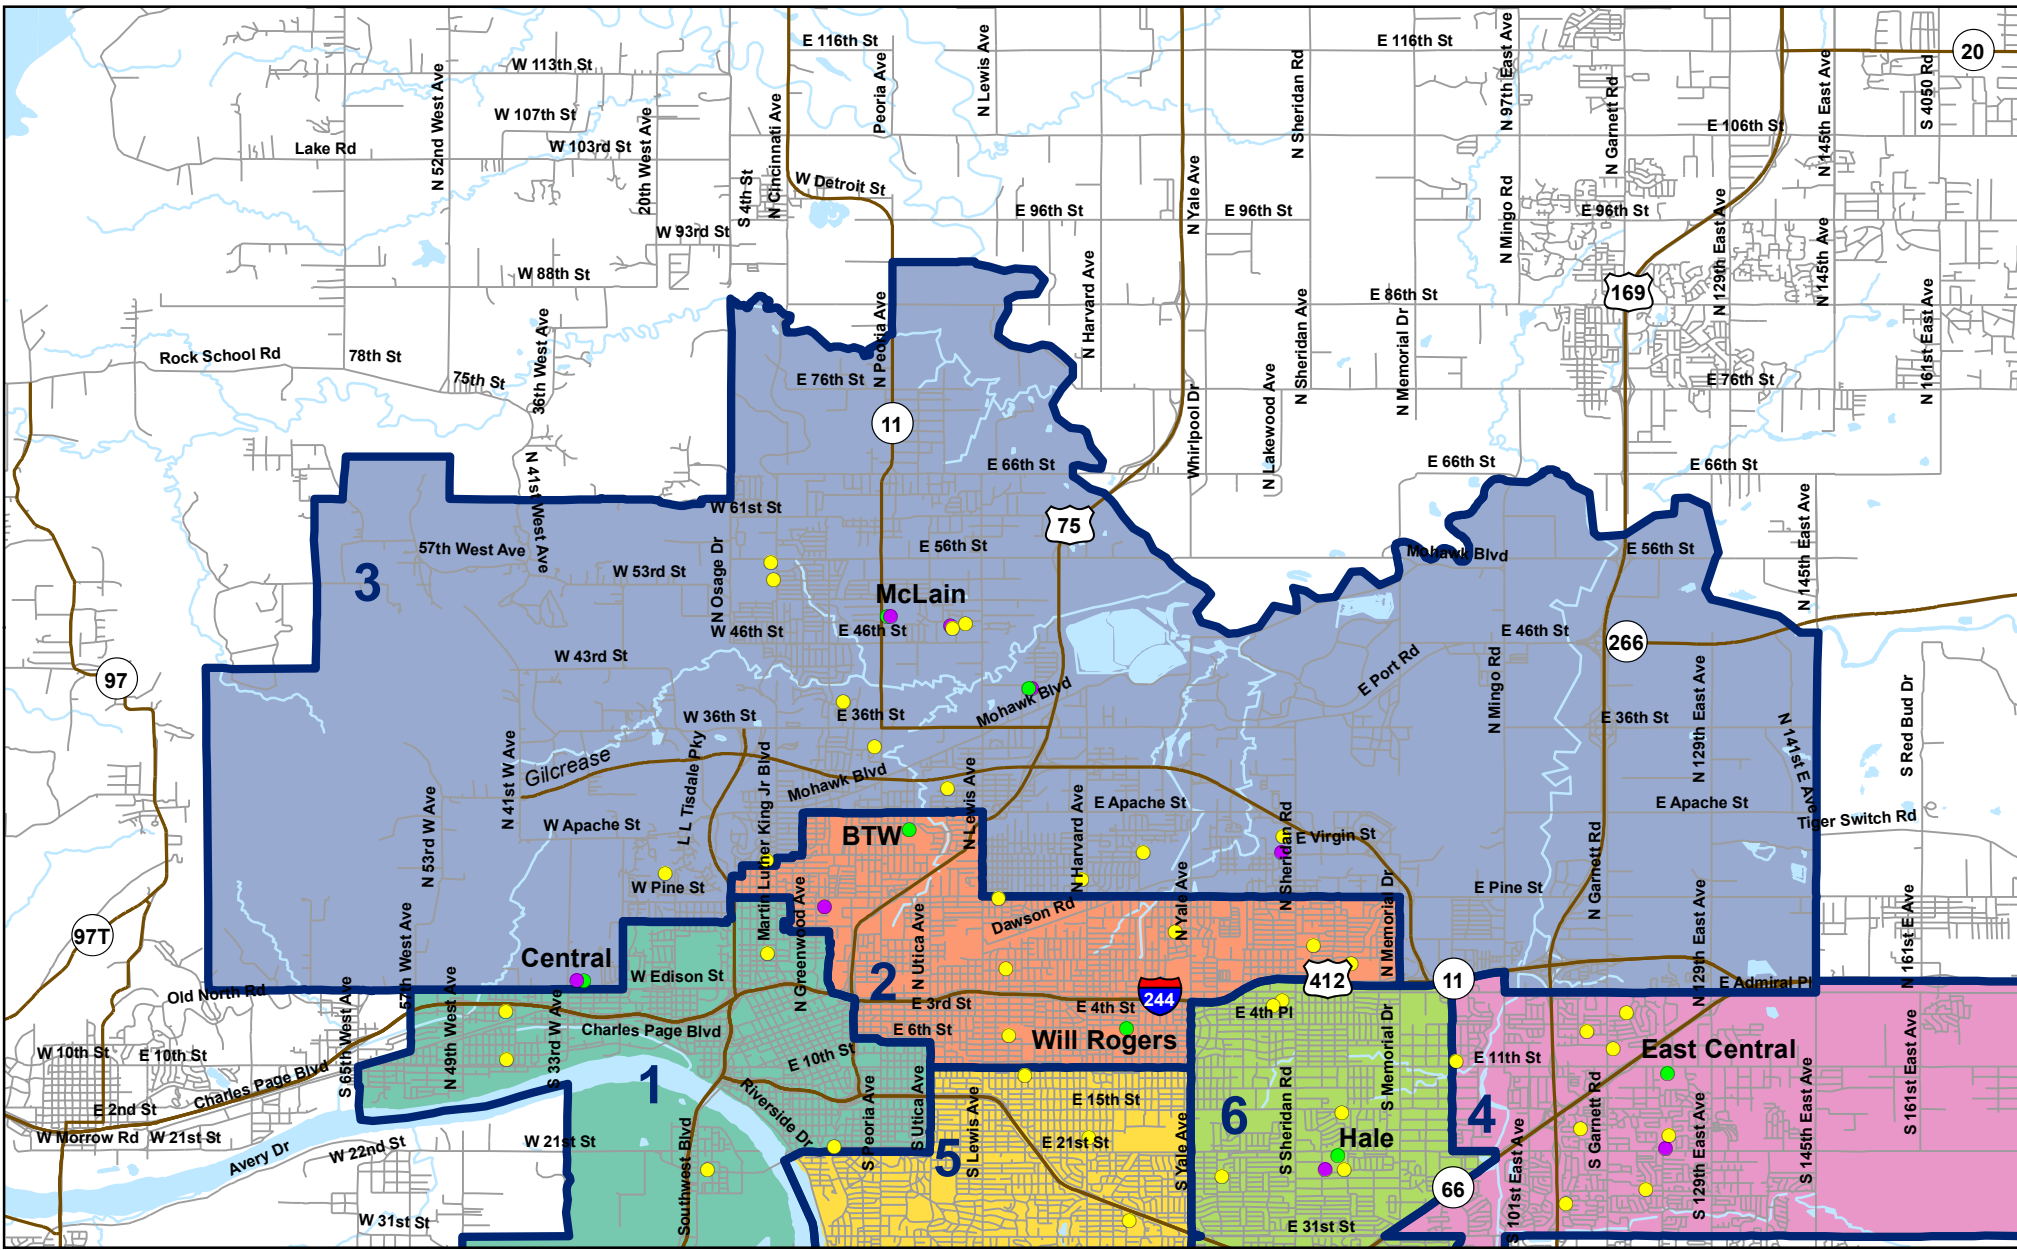 E 116th St
E 116th St
20
W 113th St
N 52nd West Ave
Peoria Ave
N Lewis Ave
N Sheridan Rd
N 97th East Ave
N Garnett Rd
N 145th East Ave
S 4050 Rd
W 107th St
N Cincinnati Ave
E 106th St
Lake Rd
W 103rd St
20th West Ave
S 4th St
W Detroit St
N Yale Ave
E 96th St
E 96th St
E 96th St
N Mingo Rd
N 129th East Ave
N 145th Ave
W 93rd St
W 88th St
N Harvard Ave
169
E 86th St
N Peoria Ave
N Sheridan Ave
N Memorial Dr
N 161st East Ave
36th West Ave
Rock School Rd
78th St
75th St
E 76th St
E 76th St
11
Whirlpool Dr
N Lakewood Ave
E 66th St
E 66th St
E 66th St
N 41st West Ave
W 61st St
75
N 145th East Ave
57th West Ave
E 56th St
Mohawk Blvd
E 56th St
3
W 53rd St
N Osage Dr
McLain
W 46th St
E 46th St
E 46th St
266
W 43rd St
97
E Port Rd
N Mingo Rd
N 129th East Ave
S Red Bud Dr
Mohawk Blvd
W 36th St
E 36th St
E 36th St
N 141st E Ave
Gilcrease
L L Tisdale Pky
Martin Luther King Jr Blvd
Mohawk Blvd
N 41st W Ave
N 53rd W Ave
N Lewis Ave
N Harvard Ave
E Apache St
E Apache St
W Apache St
Tiger Switch Rd
BTW
N Sheridan Rd
E Virgin St
N Garnett Rd
W Pine St
E Pine St
N Greenwood Ave
N Utica Ave
Dawson Rd
N Yale Ave
N Memorial Dr
N 129th East Ave
N 161st E Ave
97T
57th West Ave
Central
W Edison St
2
412
11
E Admiral Pl
Old North Rd
S 65th West Ave
N 49th West Ave
S 33rd W Ave
244
E 3rd St
E 4th St
E 4th Pl
Charles Page Blvd
E 6th St
Will Rogers
S Memorial Dr
East Central
W 10th St
E 10th St
E 10th St
E 11th St
S 161st East Ave
Charles Page Blvd
1
Riverside Dr
S Peoria Ave
S Utica Ave
S Lewis Ave
E 15th St
S Yale Ave
6
S Sheridan Rd
4
S Garnett Rd
S 129th East Ave
S 145th East Ave
E 2nd St
W Morrow Rd
W 21st St
Avery Dr
W 22nd St
W 21st St
Southwest Blvd
5
E 21st St
Hale
S 101st East Ave
66
W 31st St
E 31st St